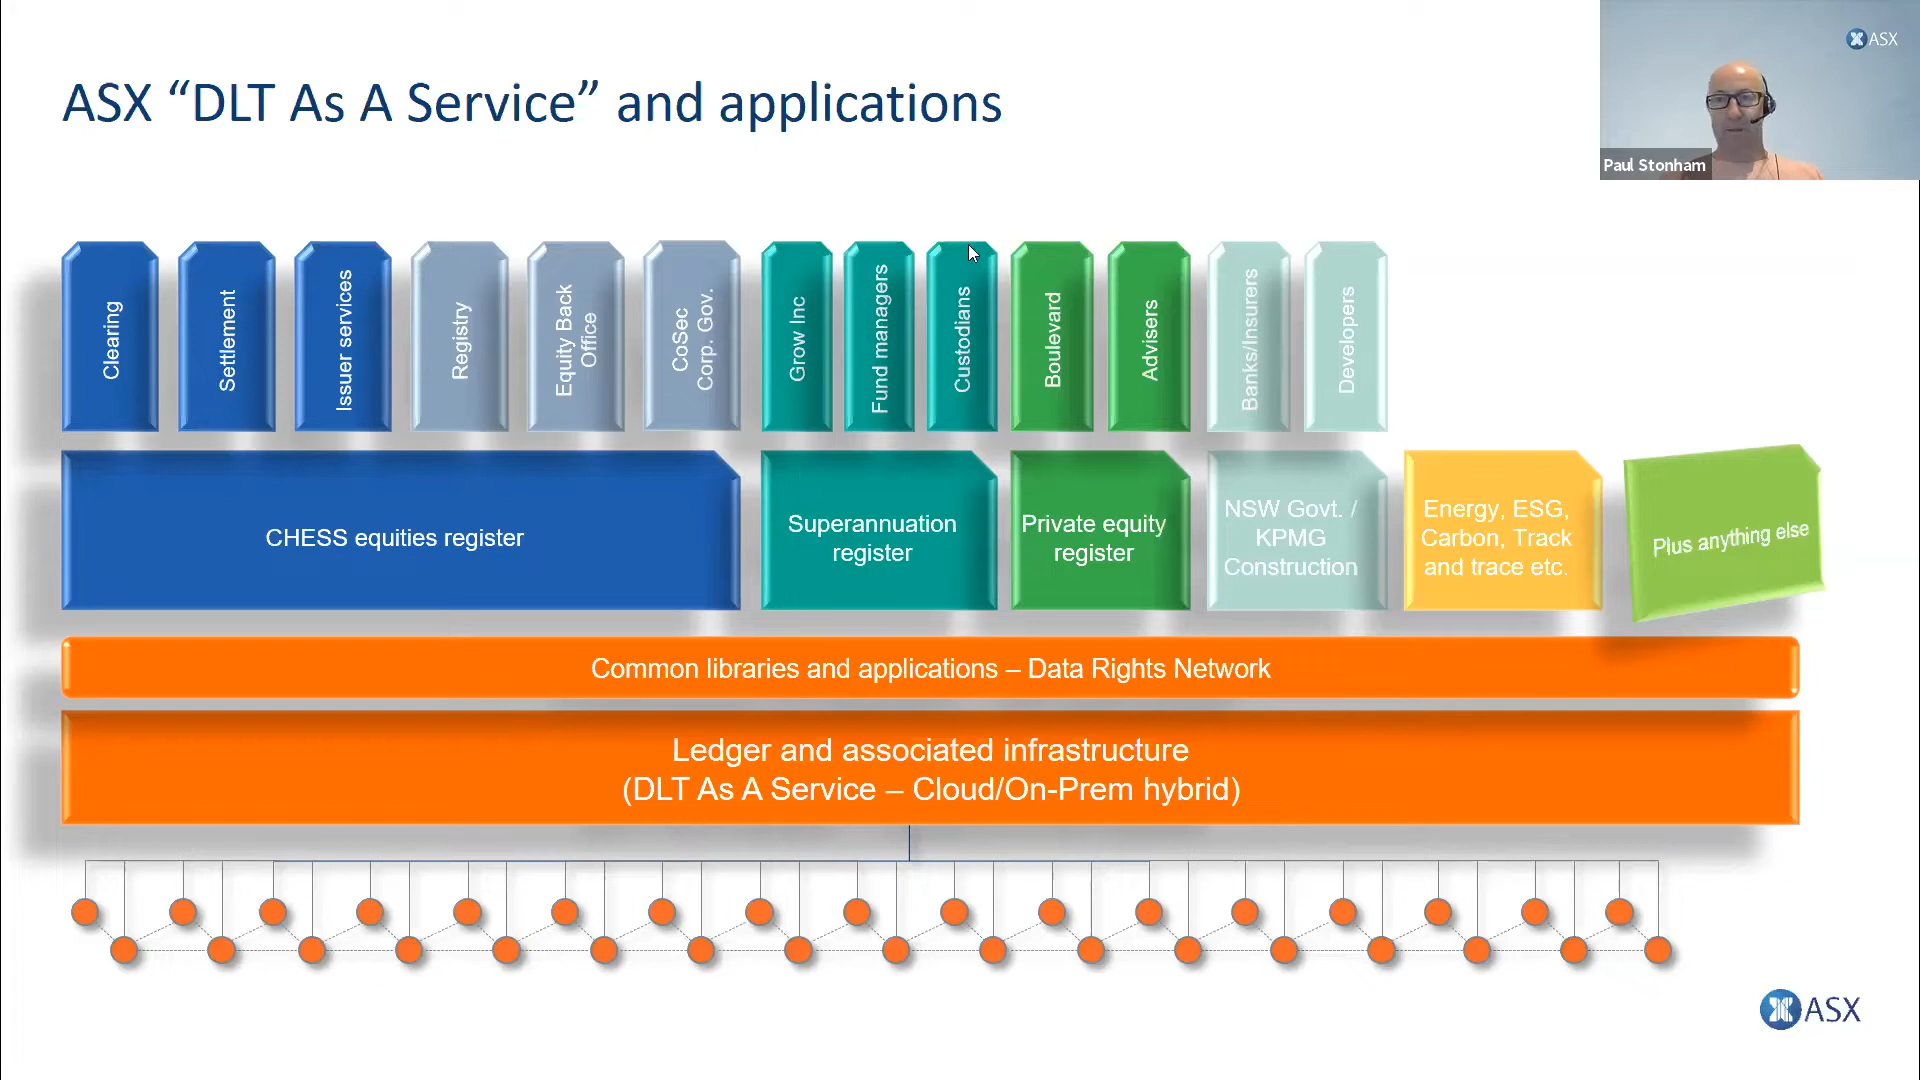 ASX
ASX “DLT As A Service” and applications
Paul Stonham
Clearing
Settlement
Issuer services
Registry
Equity Back
Office
CoSec
Corp. Gov.
Grow Inc
Fund managers
Custodians
Boulevard
Advisers
Banks/Insurers
Developers
CHESS equities register
Superannuation
register
Private equity
register
NSW Govt. /
KPMG
Construction
Energy, ESG,
Carbon, Track
and trace etc.
Plus anything else
Common libraries and applications – Data Rights Network
Ledger and associated infrastructure
(DLT As A Service – Cloud/On-Prem hybrid)
ASX